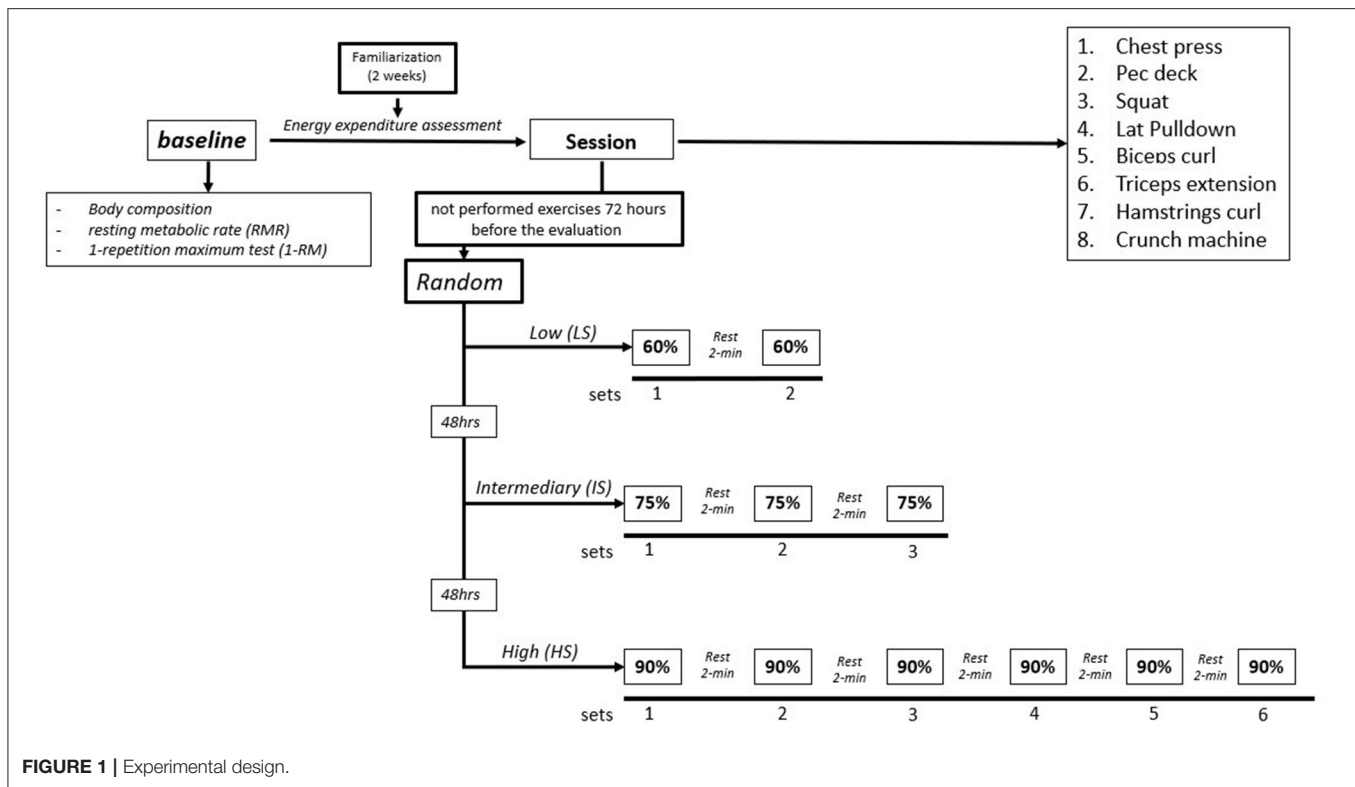 Familiarization
(2 weeks)
Energy expenditure assessment
baseline
Session
1. Chest press
2. Pec deck
3. Squat
4. Lat Pulldown
5. Biceps curl
6. Triceps extension
7. Hamstrings curl
8. Crunch machine
- Body composition
- resting metabolic rate (RMR)
- 1-repetition maximum test (1-RM)
not performed exercises 72 hours
before the evaluation
Random
Low (LS)
60% Rest 60%
2-min
sets 1 2
48hrs
Intermediary (IS)
75% Rest 75% Rest 75%
2-min 2-min
sets 1 2 3
48hrs
High (HS)
90% Rest 90% Rest 90% Rest 90% Rest 90% Rest 90%
2-min 2-min 2-min 2-min 2-min
sets 1 2 3 4 5 6
FIGURE 1 | Experimental design.